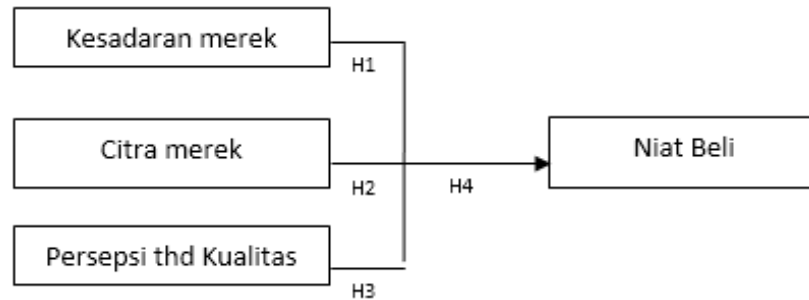 Kesadaran merek
H1
Citra merek
H2
H4
Niat Beli
Persepsi thd Kualitas
H3